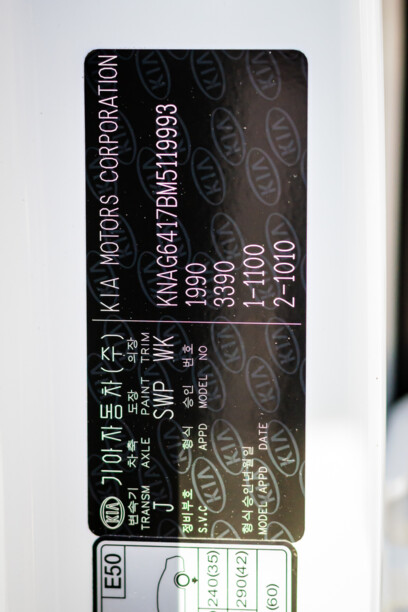 KIA 기아자동차(주) KIA MOTORS CORPORATION
변속기 차축 도장 의장
TRANSM AXLE PAINT TRIM
J SWP WK KNAG6417BM5119993
정비부호 형식 승인 번호 1990
S.V.C APPD MODEL NO 3390
형식승인년월일 1-1100
MODEL APPD DATE 2-1010
E50
240(35)
290(42)
(60)